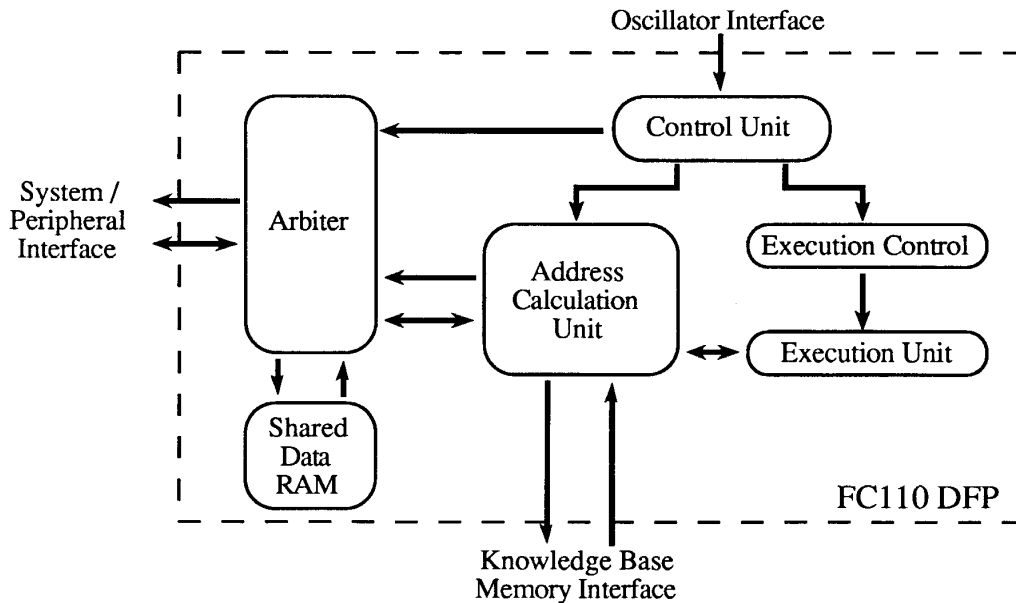 Oscillator Interface
Control Unit
System /
Peripheral
Interface
Arbiter
Address
Calculation
Unit
Execution Control
Execution Unit
Shared
Data
RAM
FC110 DFP
Knowledge Base
Memory Interface